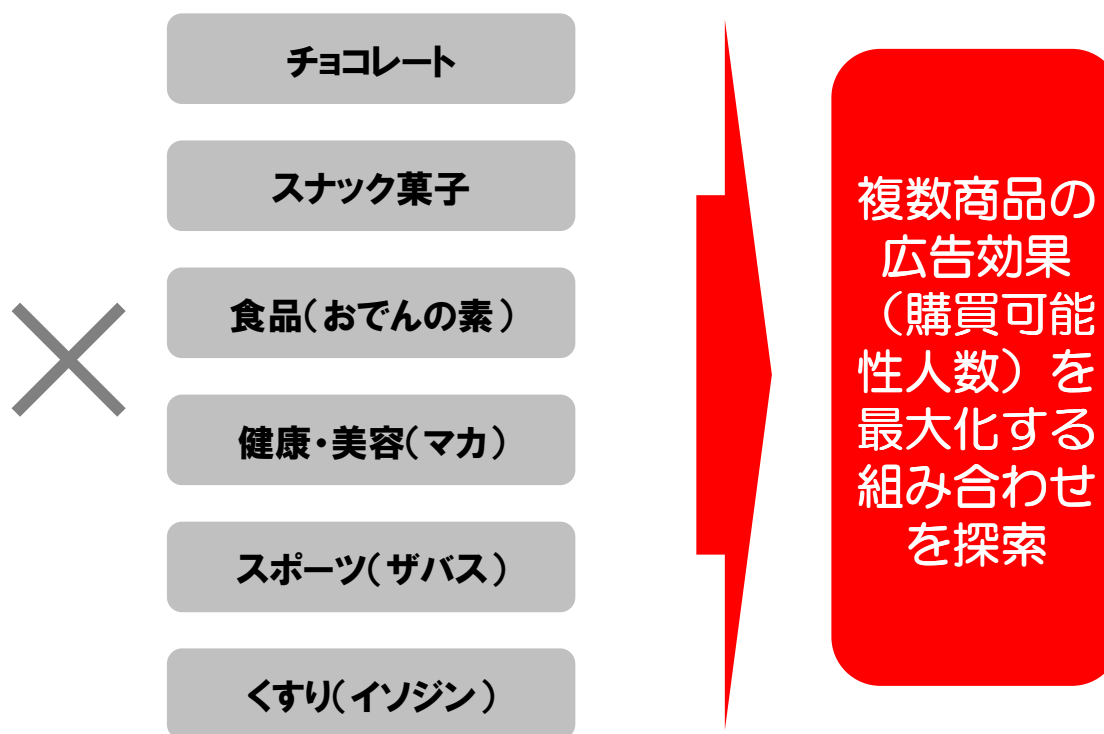 チョコレート
スナック菓子
食品(おでんの素)
健康・美容(マカ)
スポーツ(ザバス)
くすり(イソジン)
複数商品の
広告効果
(購買可能
性人数)を
最大化する
組み合わせ
を探索